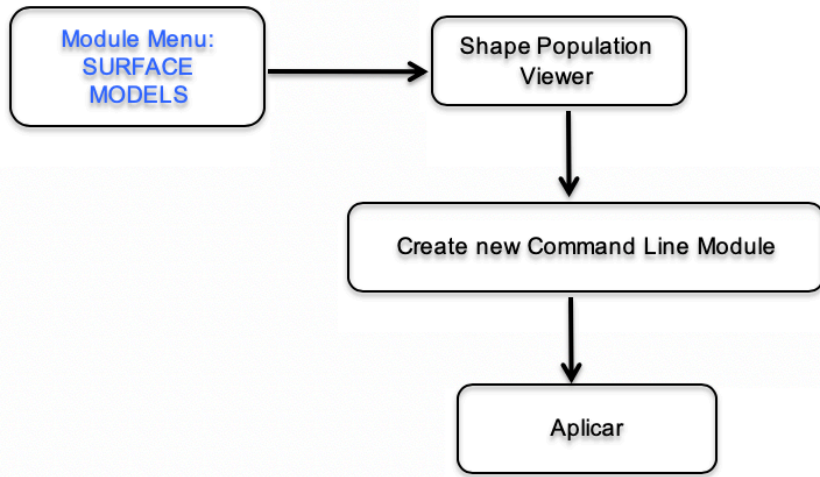 Module Menu:
SURFACE
MODELS
Shape Population
Viewer
Create new Command Line Module
Aplicar